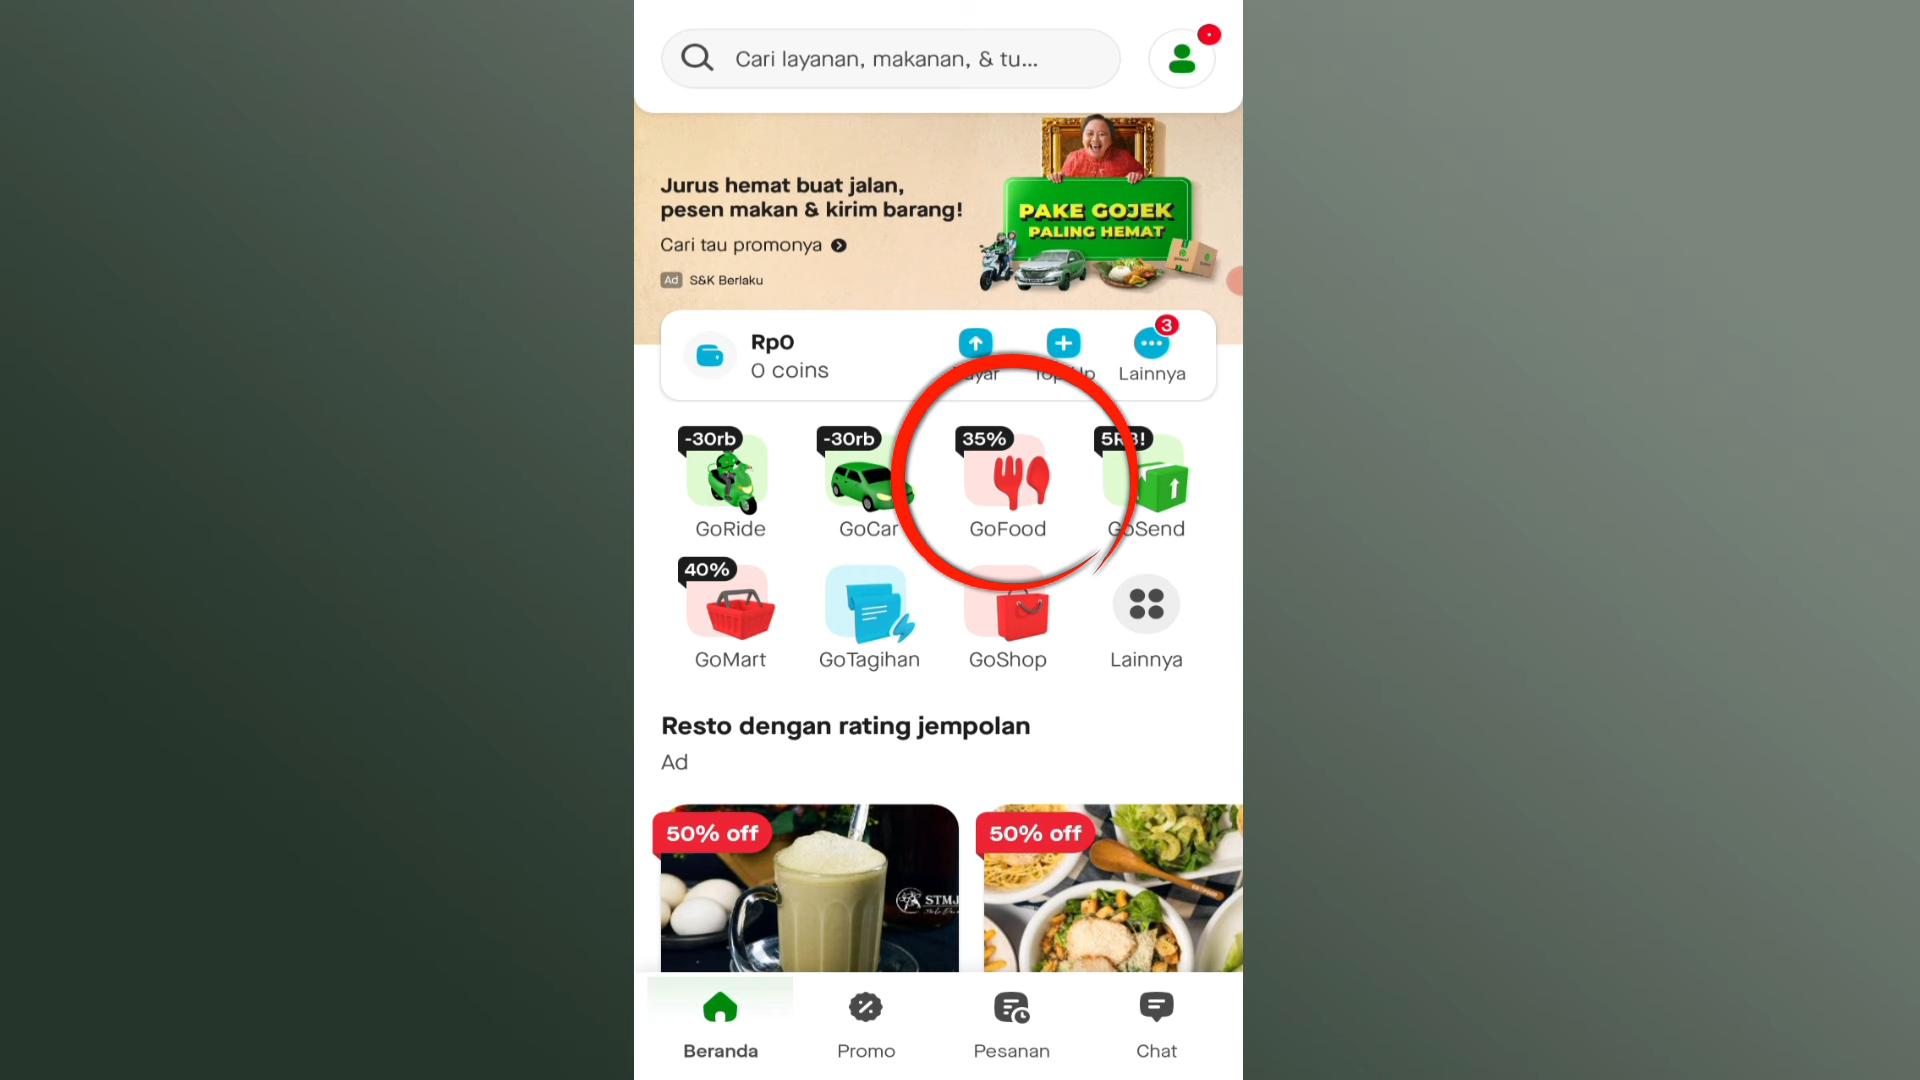 Cari layanan, makanan, & tu...
Jurus hemat buat jalan,
pesen makan & kirim barang!
Cari tau promonya
Ad S&K Berlaku
PAKE GOJEK
PALING HEMAT
Rp0
0 coins
3
Lainnya
-30rb
-30rb
35%
GoRide
GoCar
GoFood
GoSend
40%
GoMart
GoTagihan
GoShop
Lainnya
Resto dengan rating jempolan
Ad
50% off
50% off
STMJ
Beranda
Promo
Pesanan
Chat